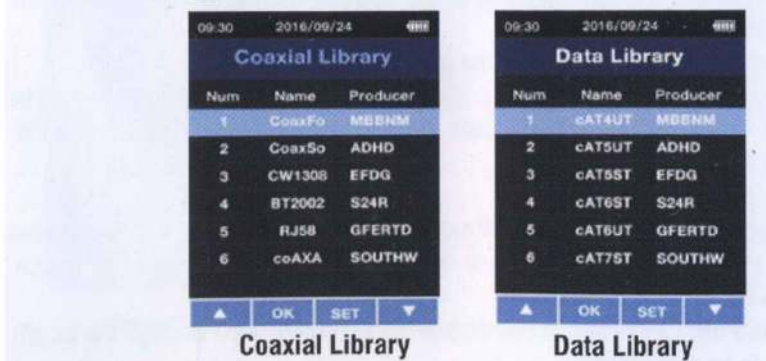 09:30 2016/09/24
Coaxial Library
Num Name Producer
1 CoaxFo MBBNM
2 CoaxSo ADHD
3 CW1308 EFDG
4 BT2002 S24R
5 RJ58 GFERTD
6 coAXA SOUTHW
▲ OK SET ▼
Coaxial Library
09:30 2016/09/24
Data Library
Num Name Producer
1 cAT4UT MBBNM
2 cAT5UT ADHD
3 cAT5ST EFDG
4 cAT6ST S24R
5 cAT6UT GFERTD
6 cAT7ST SOUTHW
▲ OK SET ▼
Data Library